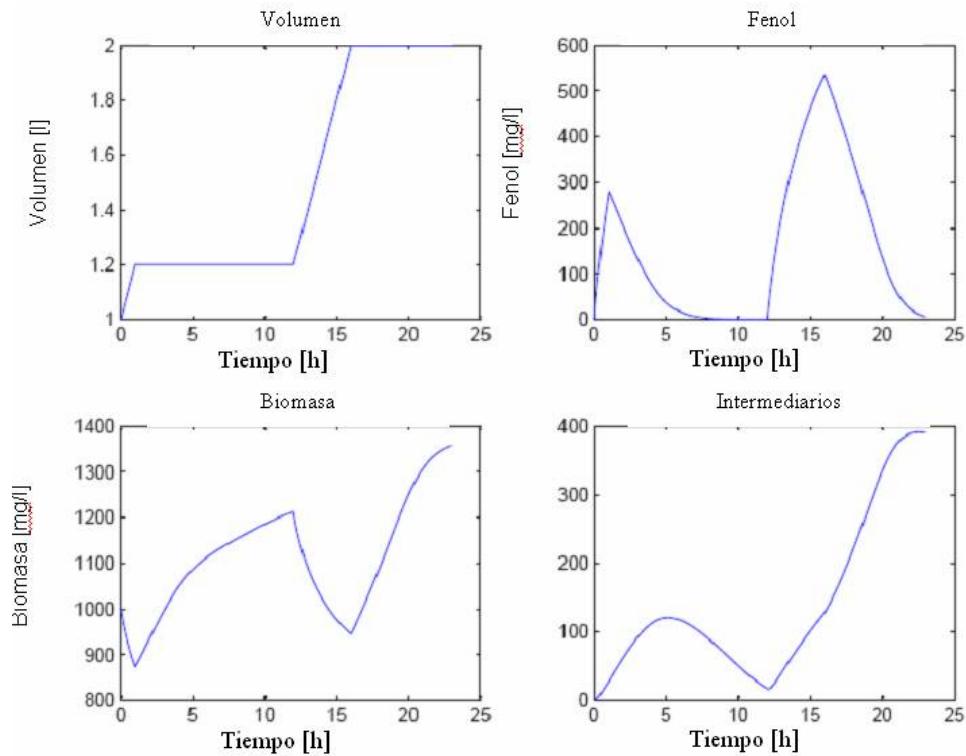 Volumen
Volumen [l]
2
1.8
1.6
1.4
1.2
1
0 5 10 15 20 25
Tiempo [h]
Fenol
Fenol [mg/l]
600
500
400
300
200
100
0
0 5 10 15 20 25
Tiempo [h]
Biomasa
Biomasa [mg/l]
1400
1300
1200
1100
1000
900
800
0 5 10 15 20 25
Tiempo [h]
Intermediarios
400
300
200
100
0
0 5 10 15 20 25
Tiempo [h]